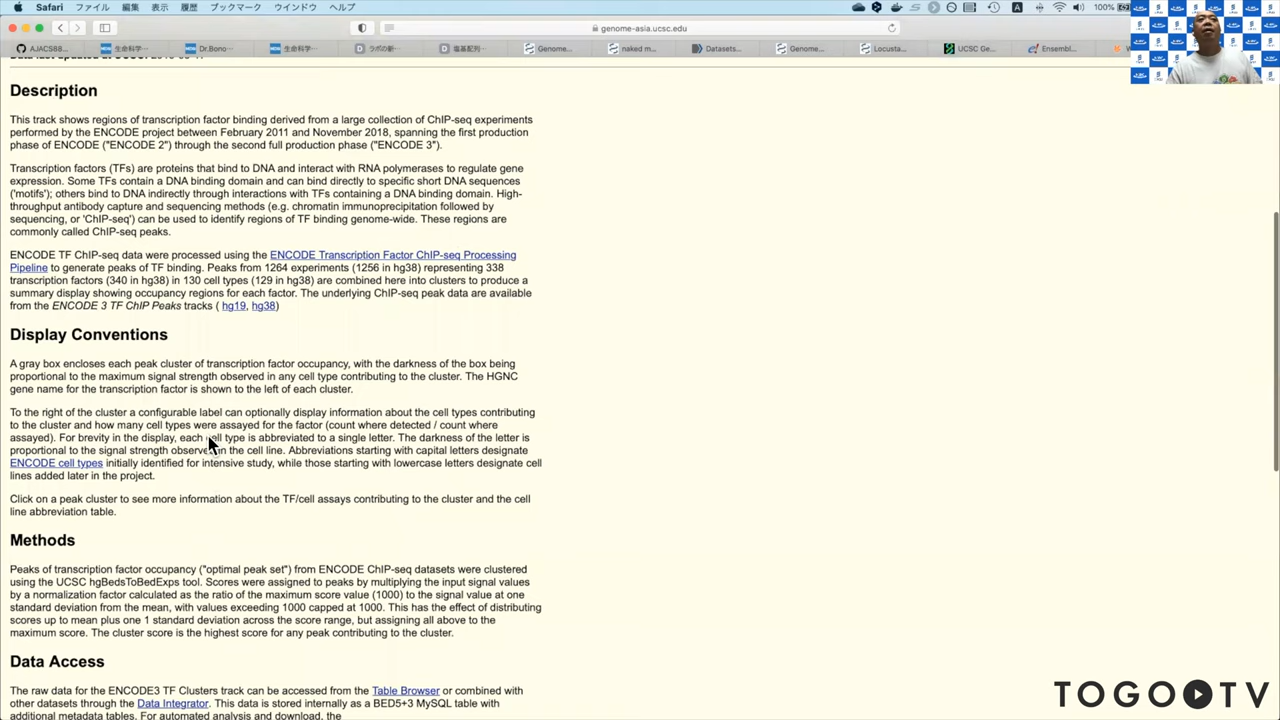 Safari ファイル 編集 表示 履歴 ブックマーク ウインドウ ヘルプ
100%
genome-asia.ucsc.edu
AJACS88...
生命科学…
Dr.Bono...
生命科学…
ラボの新…
塩基配列…
Genome...
naked m...
Datasets...
Genome...
Locusta...
UCSC Ge...
Ensembl...
Description
This track shows regions of transcription factor binding derived from a large collection of ChIP-seq experiments
performed by the ENCODE project between February 2011 and November 2018, spanning the first production
phase of ENCODE ("ENCODE 2") through the second full production phase ("ENCODE 3").
Transcription factors (TFs) are proteins that bind to DNA and interact with RNA polymerases to regulate gene
expression. Some TFs contain a DNA binding domain and can bind directly to specific short DNA sequences
('motifs'); others bind to DNA indirectly through interactions with TFs containing a DNA binding domain. High-
throughput antibody capture and sequencing methods (e.g. chromatin immunoprecipitation followed by
sequencing, or 'ChIP-seq') can be used to identify regions of TF binding genome-wide. These regions are
commonly called ChIP-seq peaks.
ENCODE TF ChIP-seq data were processed using the ENCODE Transcription Factor ChIP-seq Processing
Pipeline to generate peaks of TF binding. Peaks from 1264 experiments (1256 in hg38) representing 338
transcription factors (340 in hg38) in 130 cell types (129 in hg38) are combined here into clusters to produce a
summary display showing occupancy regions for each factor. The underlying ChIP-seq peak data are available
from the ENCODE 3 TF ChIP Peaks tracks ( hg19, hg38)
Display Conventions
A gray box encloses each peak cluster of transcription factor occupancy, with the darkness of the box being
proportional to the maximum signal strength observed in any cell type contributing to the cluster. The HGNC
gene name for the transcription factor is shown to the left of each cluster.
To the right of the cluster a configurable label can optionally display information about the cell types contributing
to the cluster and how many cell types were assayed for the factor (count where detected / count where
assayed). For brevity in the display, each cell type is abbreviated to a single letter. The darkness of the letter is
proportional to the signal strength observed in the cell line. Abbreviations starting with capital letters designate
ENCODE cell types initially identified for intensive study, while those starting with lowercase letters designate cell
lines added later in the project.
Click on a peak cluster to see more information about the TF/cell assays contributing to the cluster and the cell
line abbreviation table.
Methods
Peaks of transcription factor occupancy ("optimal peak set") from ENCODE ChIP-seq datasets were clustered
using the UCSC hgBedsToBedExps tool. Scores were assigned to peaks by multiplying the input signal values
by a normalization factor calculated as the ratio of the maximum score value (1000) to the signal value at one
standard deviation from the mean, with values exceeding 1000 capped at 1000. This has the effect of distributing
scores up to mean plus one 1 standard deviation across the score range, but assigning all above to the
maximum score. The cluster score is the highest score for any peak contributing to the cluster.
Data Access
The raw data for the ENCODE3 TF Clusters track can be accessed from the Table Browser or combined with
other datasets through the Data Integrator. This data is stored internally as a BED5+3 MySQL table with
additional metadata tables. For automated analysis and download, the
TOGO TV